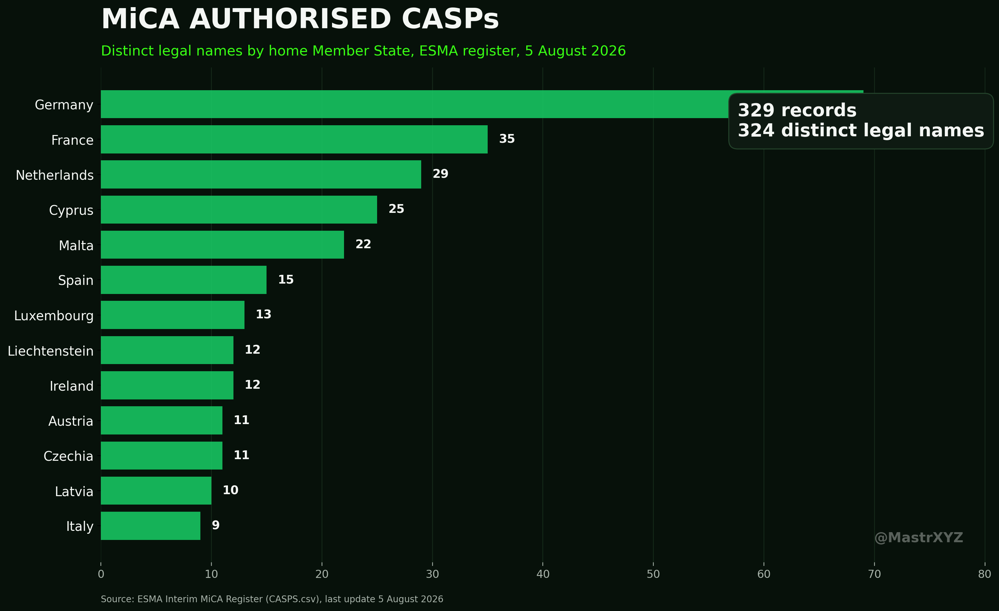 MiCA AUTHORISED CASPs
Distinct legal names by home Member State, ESMA register, 5 August 2026
Germany
329 records
324 distinct legal names
France 35
Netherlands 29
Cyprus 25
Malta 22
Spain 15
Luxembourg 13
Liechtenstein 12
Ireland 12
Austria 11
Czechia 11
Latvia 10
Italy 9
@MastrXYZ
0 10 20 30 40 50 60 70 80
Source: ESMA Interim MiCA Register (CASPS.csv), last update 5 August 2026